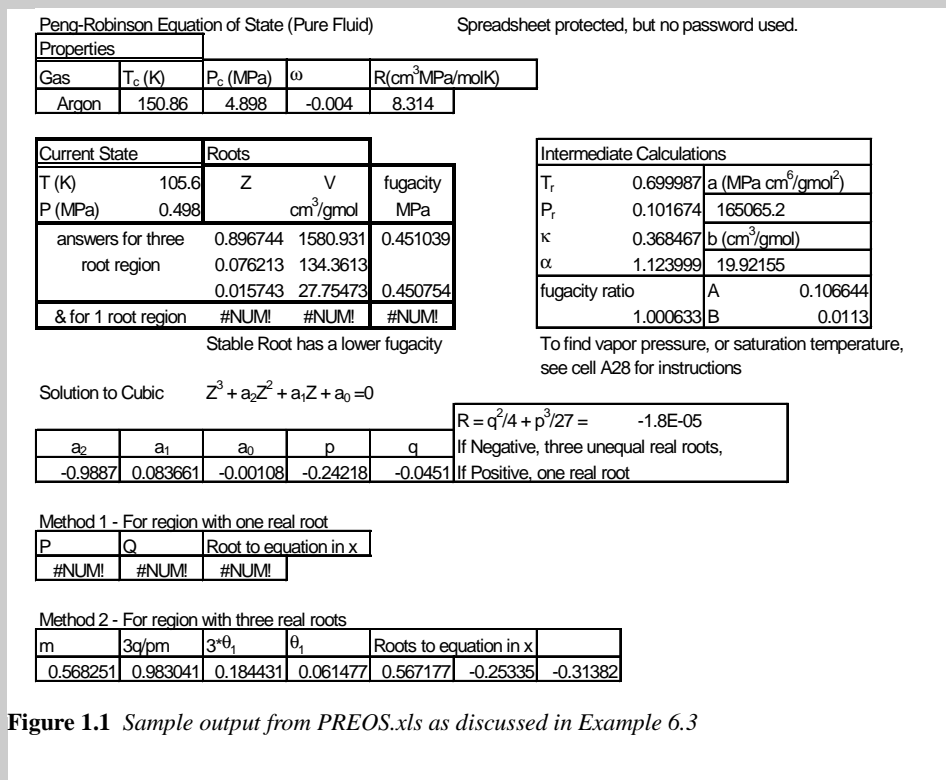 Peng-Robinson Equation of State (Pure Fluid) Spreadsheet protected, but no password used.
Properties
Gas Tc (K) Pc (MPa) ω R(cm³MPa/molK)
Argon 150.86 4.898 -0.004 8.314
Current State Roots
T (K) 105.6 Z V fugacity
P (MPa) 0.498 cm³/gmol MPa
answers for three 0.896744 1580.931 0.451039
root region 0.076213 134.3613
0.015743 27.75473 0.450754
& for 1 root region #NUM! #NUM! #NUM!
Stable Root has a lower fugacity
Intermediate Calculations
Tr 0.699987 a (MPa cm⁶/gmol²)
Pr 0.101674 165065.2
κ 0.368467 b (cm³/gmol)
α 1.123999 19.92155
fugacity ratio A 0.106644
1.000633 B 0.0113
To find vapor pressure, or saturation temperature,
see cell A28 for instructions
Solution to Cubic Z³ + a₂Z² + a₁Z + a₀ =0
R = q²/4 + p³/27 = -1.8E-05
If Negative, three unequal real roots,
If Positive, one real root
a₂ a₁ a₀ p q
-0.9887 0.083661 -0.00108 -0.24218 -0.0451
Method 1 - For region with one real root
P Q Root to equation in x
#NUM! #NUM! #NUM!
Method 2 - For region with three real roots
m 3q/pm 3*θ₁ θ₁ Roots to equation in x
0.568251 0.983041 0.184431 0.061477 0.567177 -0.25335 -0.31382
Figure 1.1 Sample output from PREOS.xls as discussed in Example 6.3